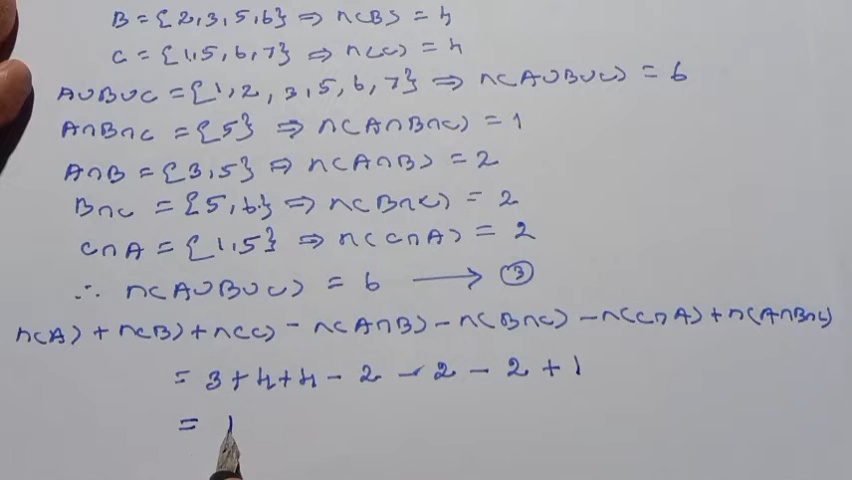 B = {2,3,5,6} ⇒ n(B) = 4
C = {1,5,6,7} ⇒ n(C) = 4
A∪B∪C = {1,2,3,5,6,7} ⇒ n(A∪B∪C) = 6
A∩B∩C = {5} ⇒ n(A∩B∩C) = 1
A∩B = {3,5} ⇒ n(A∩B) = 2
B∩C = {5,6} ⇒ n(B∩C) = 2
C∩A = {1,5} ⇒ n(C∩A) = 2
∴ n(A∪B∪C) = 6 ⟶ ③
n(A) + n(B) + n(C) - n(A∩B) - n(B∩C) - n(C∩A) + n(A∩B∩C)
= 3+4+4-2-2-2+1
= 1